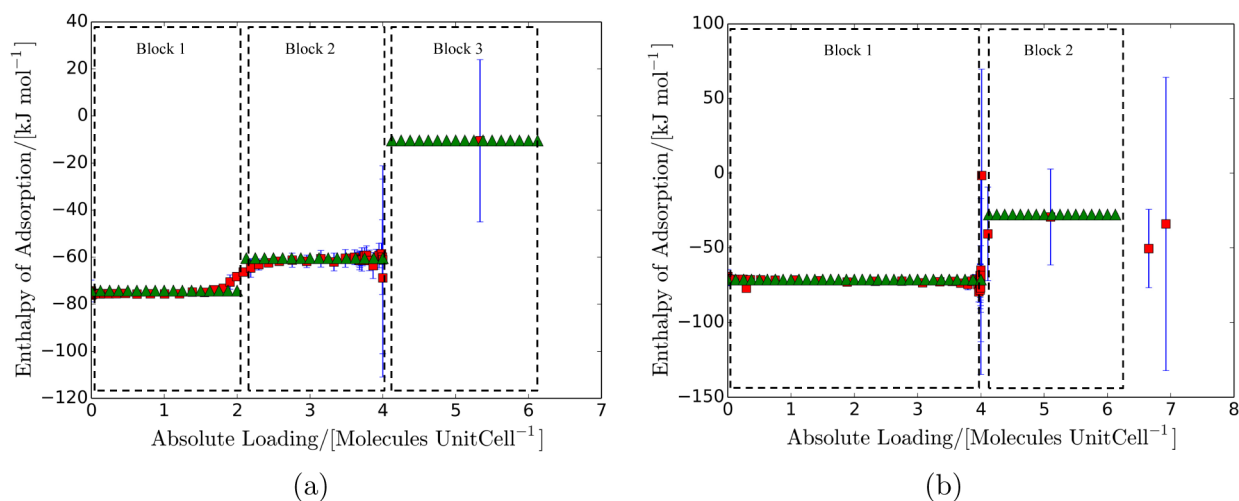 40
20
0
−20
−40
−60
−80
−100
−120
Enthalpy of Adsorption/[kJ mol⁻¹]
Block 1
Block 2
Block 3
0 1 2 3 4 5 6 7
Absolute Loading/[Molecules UnitCell⁻¹]
(a)
100
50
0
−50
−100
−150
Enthalpy of Adsorption/[kJ mol⁻¹]
Block 1
Block 2
0 1 2 3 4 5 6 7 8
Absolute Loading/[Molecules UnitCell⁻¹]
(b)